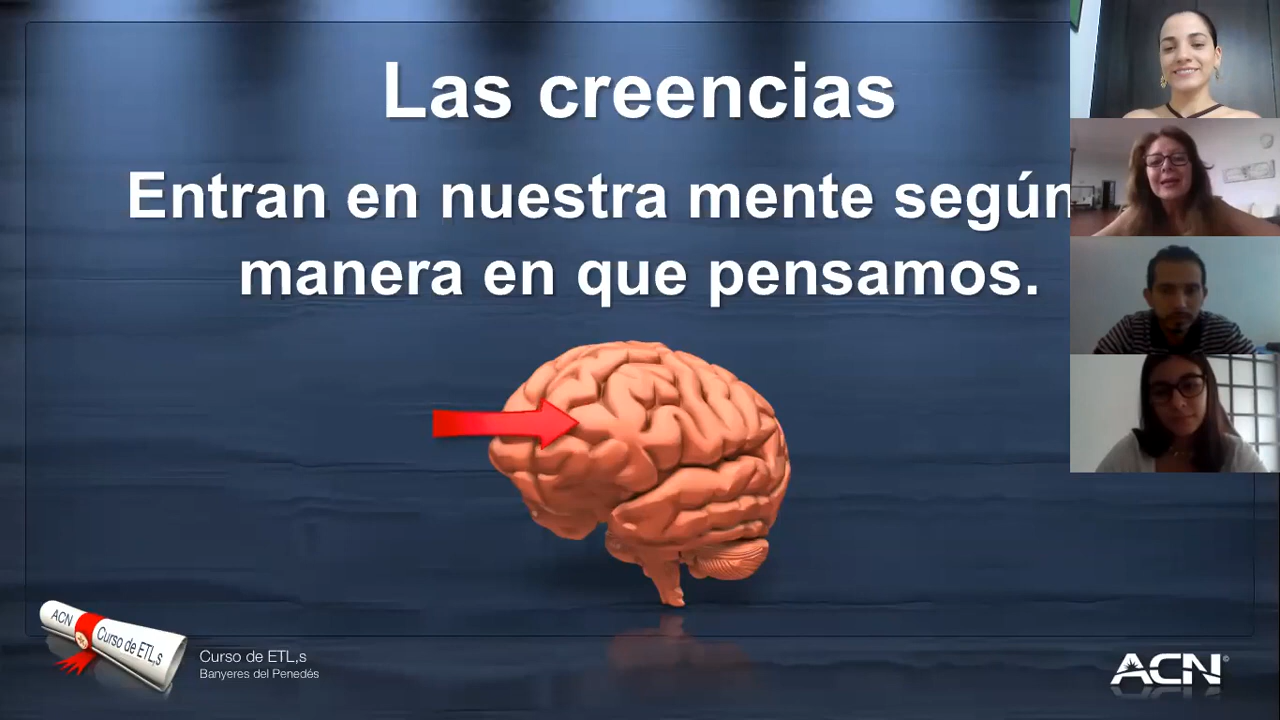 Las creencias
Entran en nuestra mente según
manera en que pensamos.
ACN
Curso de ETL,s
Curso de ETL,s
Banyeres del Penedés
ACN